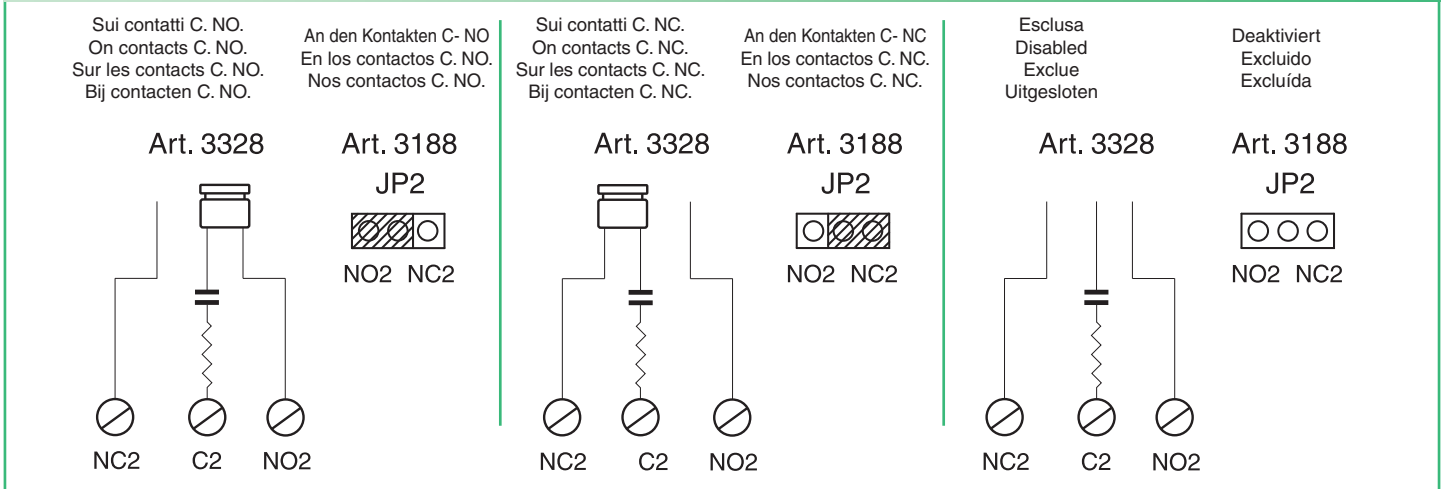 Sui contatti C. NO.
On contacts C. NO.
Sur les contacts C. NO.
Bij contacten C. NO.
An den Kontakten C- NO
En los contactos C. NO.
Nos contactos C. NO.
Art. 3328
Art. 3188
JP2
NO2 NC2
NC2 C2 NO2
Sui contatti C. NC.
On contacts C. NC.
Sur les contacts C. NC.
Bij contacten C. NC.
An den Kontakten C- NC
En los contactos C. NC.
Nos contactos C. NC.
Art. 3328
Art. 3188
JP2
NO2 NC2
NC2 C2 NO2
Esclusa
Disabled
Exclue
Uitgesloten
Deaktiviert
Excluido
Excluída
Art. 3328
Art. 3188
JP2
NO2 NC2
NC2 C2 NO2